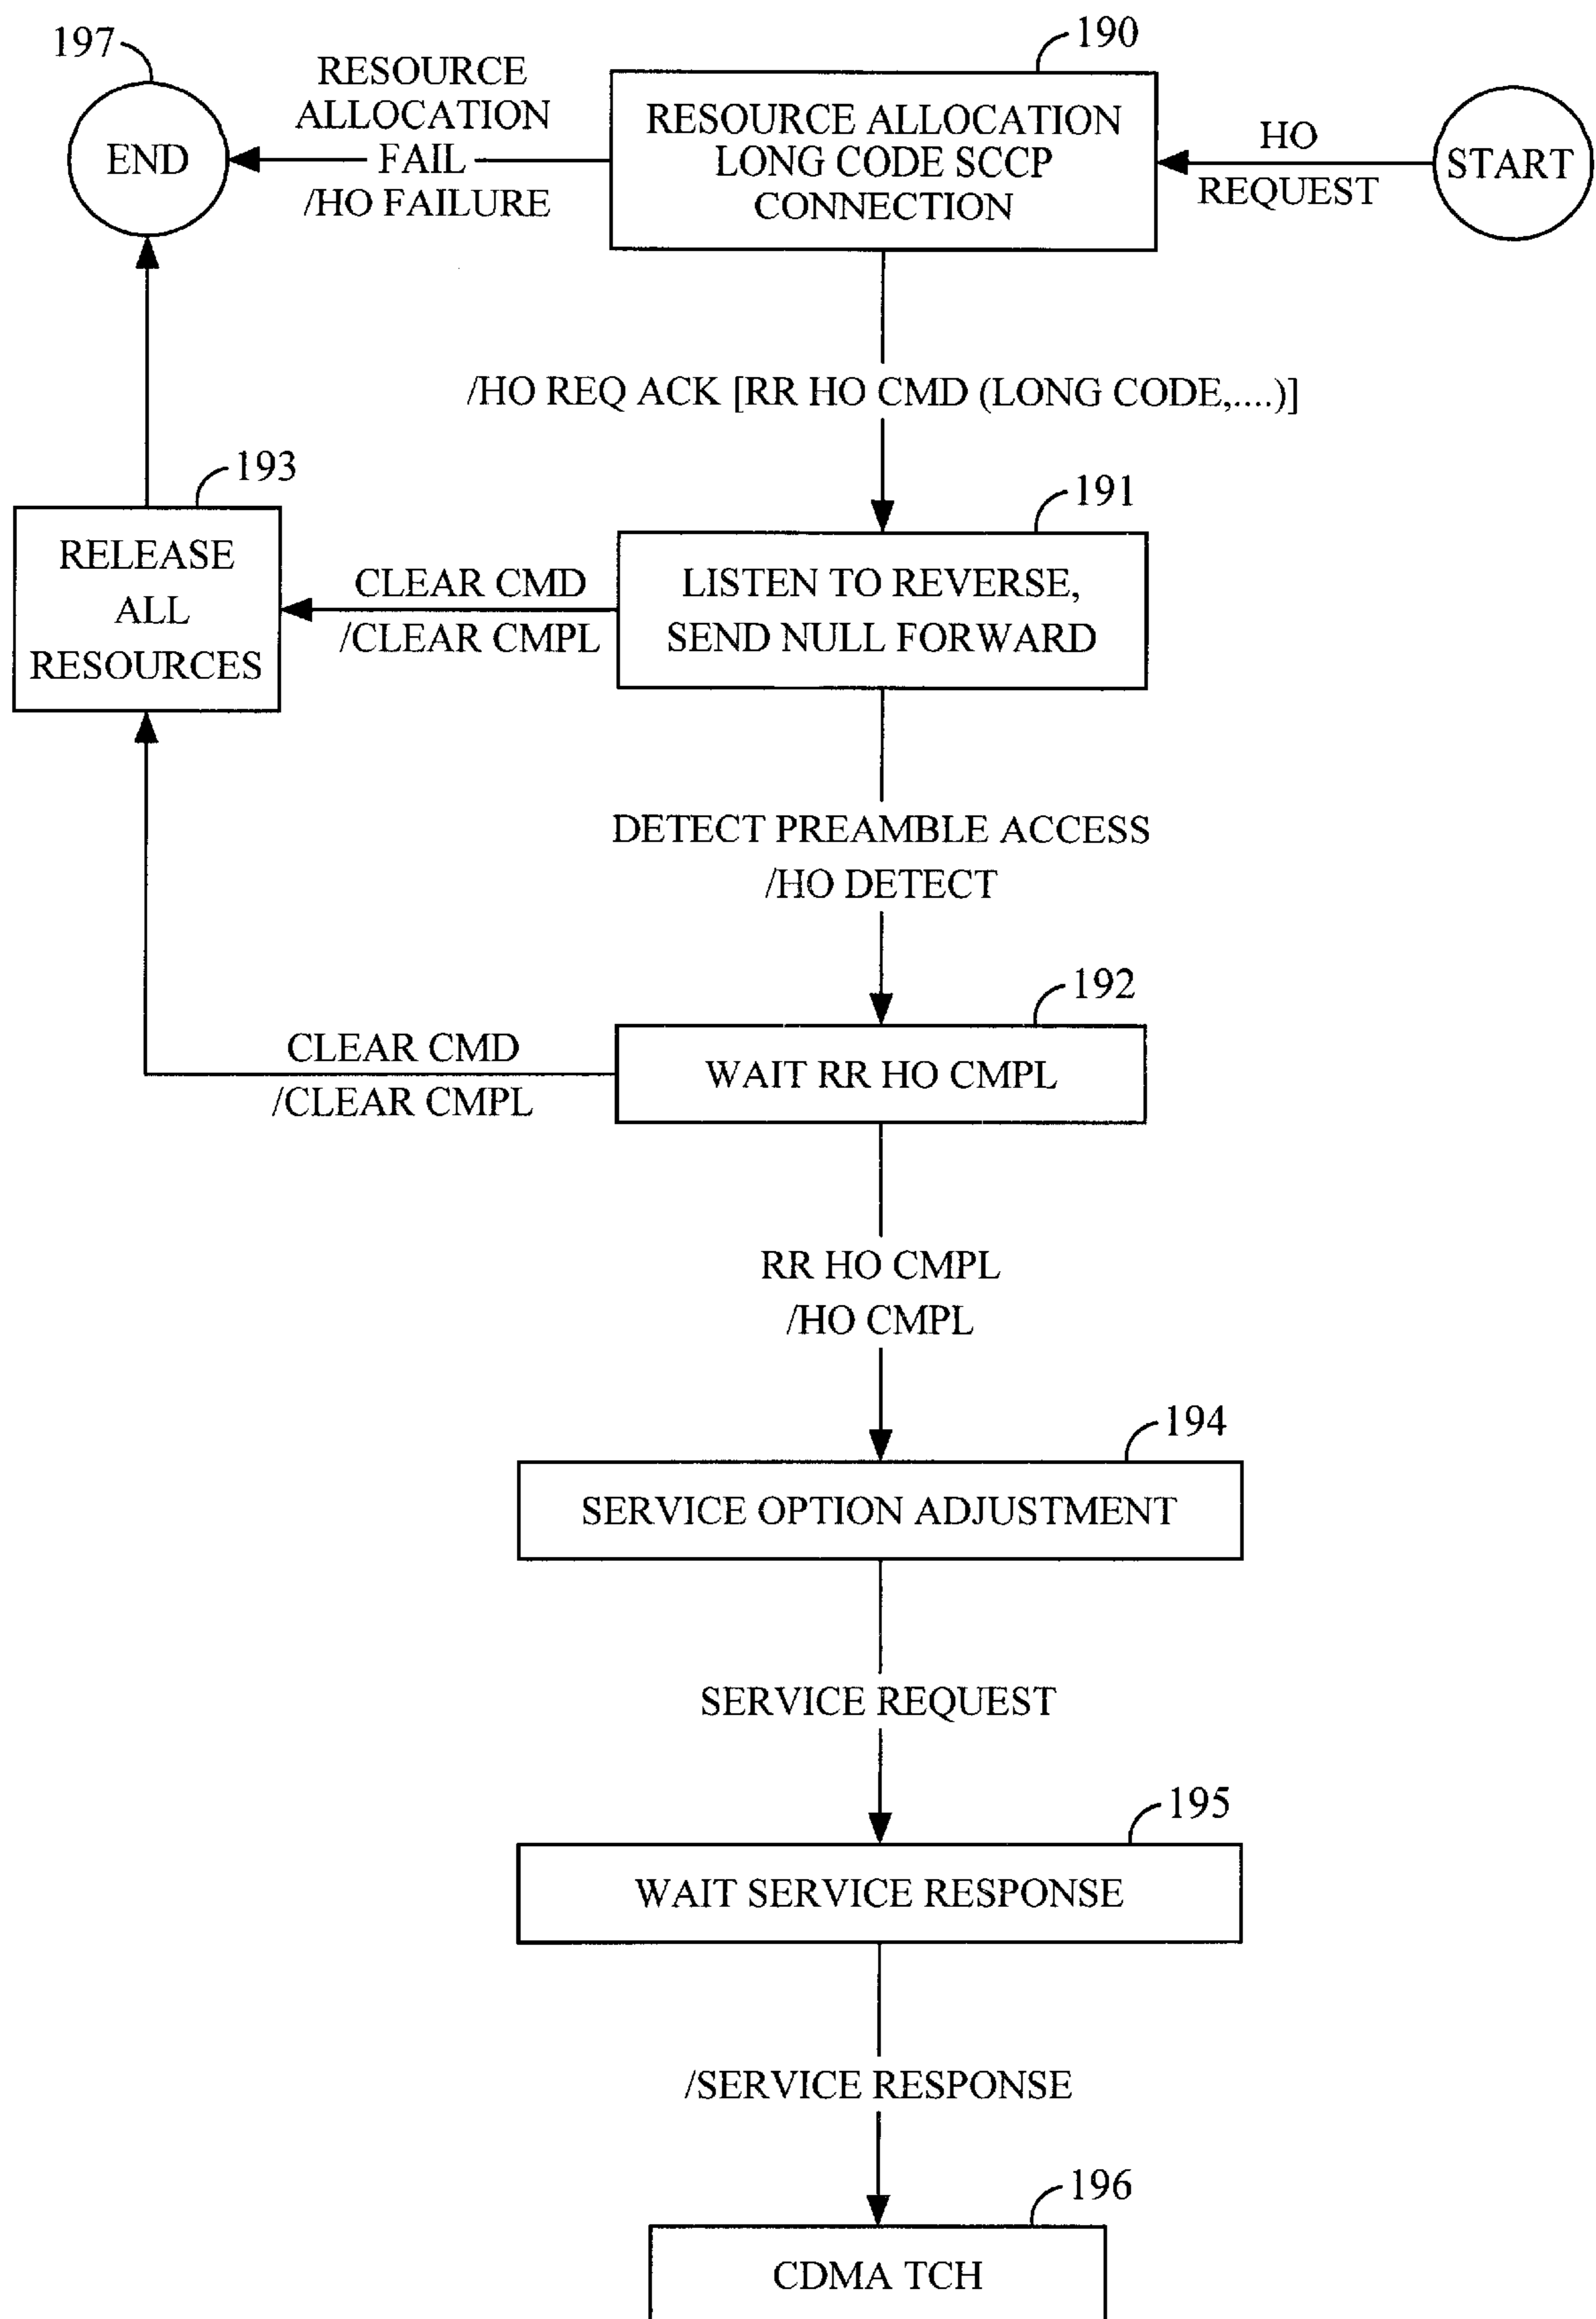 197
190
RESOURCE
ALLOCATION
FAIL
/HO FAILURE
END
RESOURCE ALLOCATION
LONG CODE SCCP
CONNECTION
HO
REQUEST
START
/HO REQ ACK [RR HO CMD (LONG CODE,....)]
193
191
RELEASE
ALL
RESOURCES
CLEAR CMD
/CLEAR CMPL
LISTEN TO REVERSE,
SEND NULL FORWARD
DETECT PREAMBLE ACCESS
/HO DETECT
192
CLEAR CMD
/CLEAR CMPL
WAIT RR HO CMPL
RR HO CMPL
/HO CMPL
194
SERVICE OPTION ADJUSTMENT
SERVICE REQUEST
195
WAIT SERVICE RESPONSE
/SERVICE RESPONSE
196
CDMA TCH